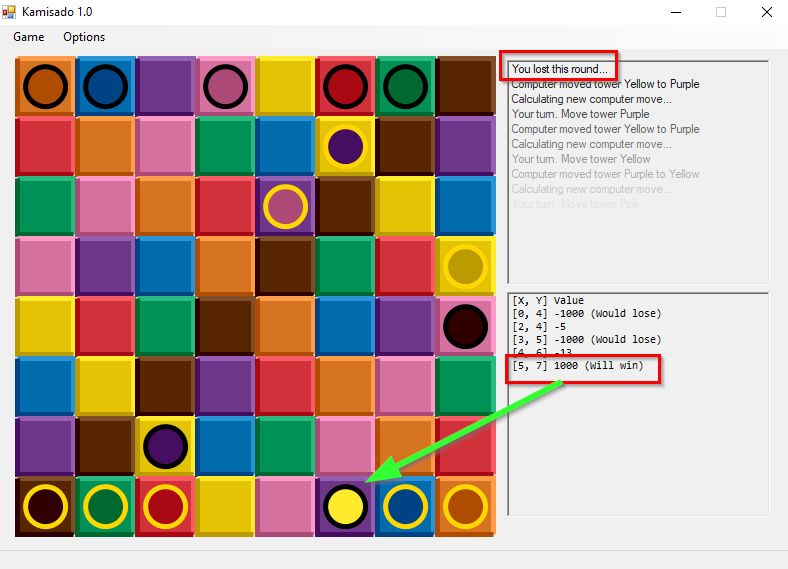 Kamisado 1.0
Game Options
You lost this round...
Computer moved tower Yellow to Purple
Calculating new computer move...
Your turn. Move tower Purple
Computer moved tower Yellow to Purple
Calculating new computer move...
Your turn. Move tower Yellow
Computer moved tower Purple to Yellow
Calculating new computer move...
Your turn. Move tower Pink
[X, Y] Value
[0, 4] -1000 (Would lose)
[2, 4] -5
[3, 5] -1000 (Would lose)
[4, 6] -13
[5, 7] 1000 (Will win)